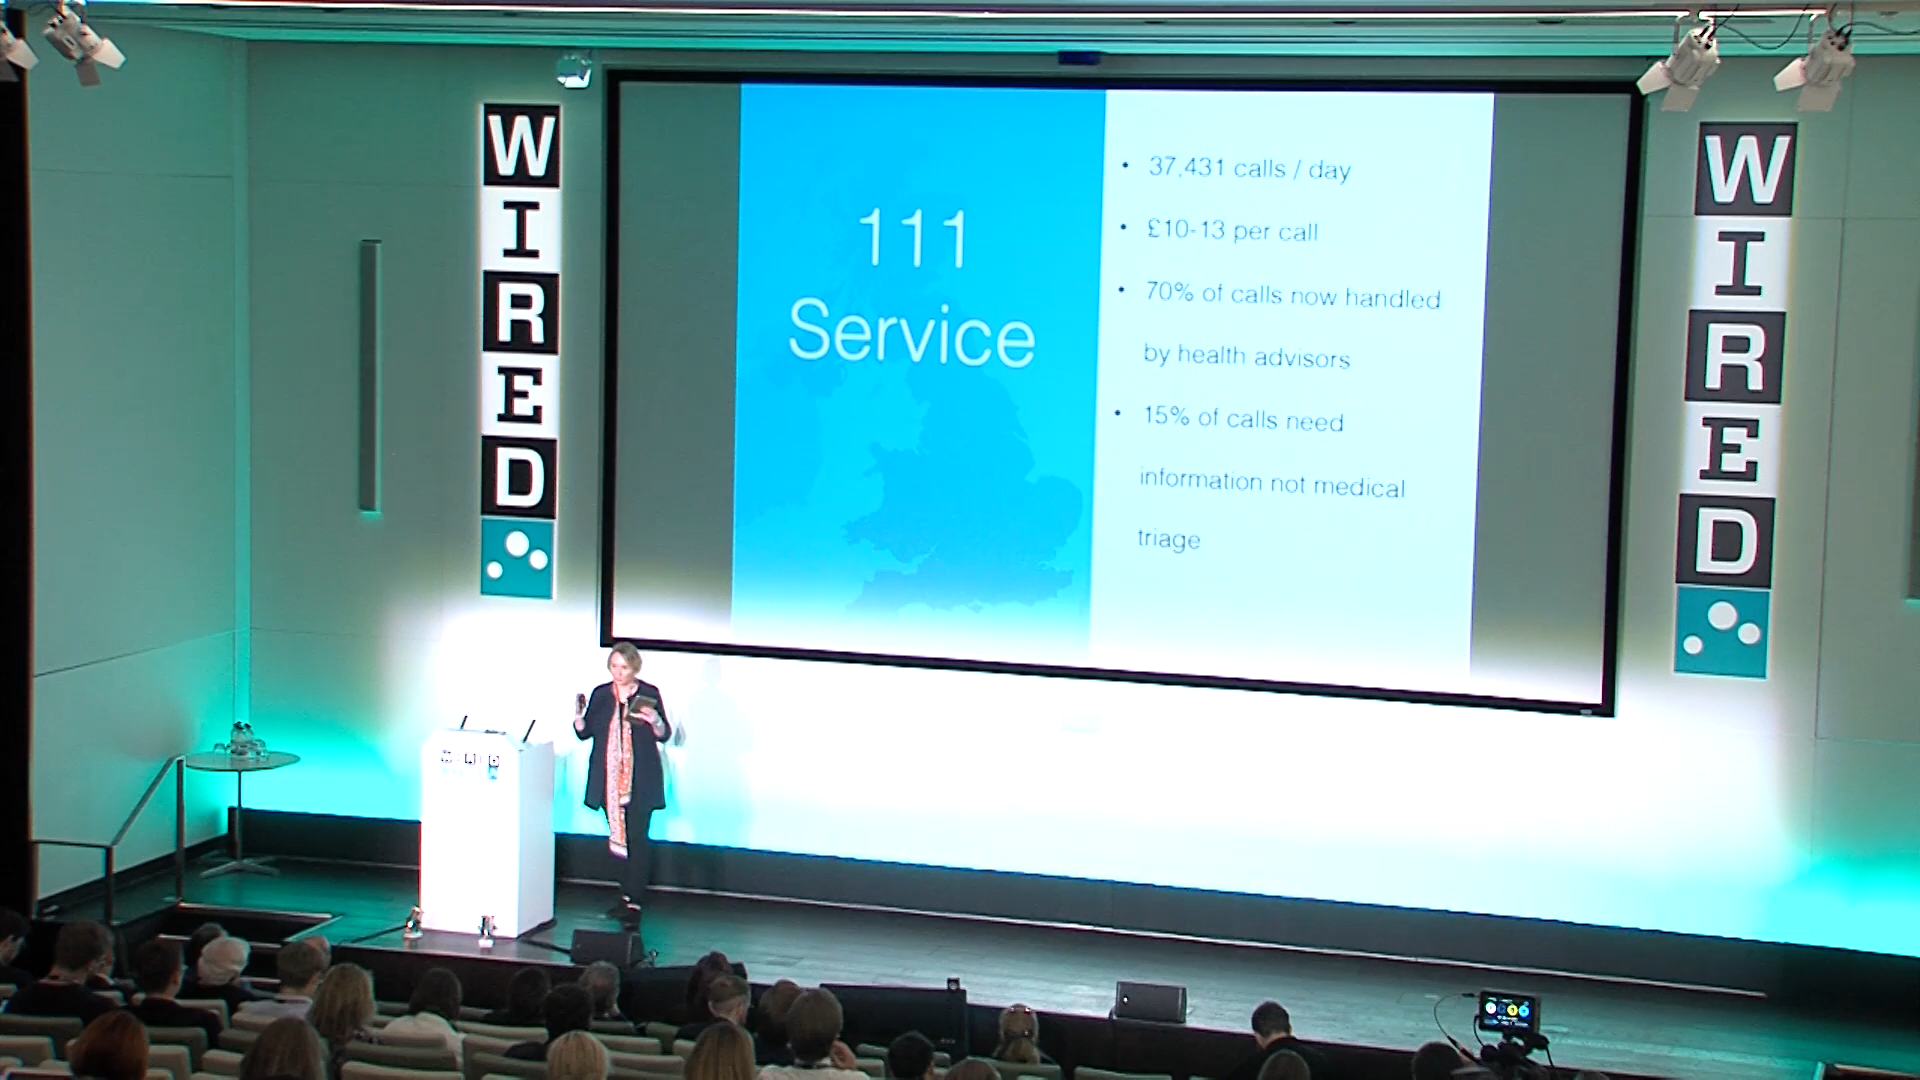 WIRED
111
Service
• 37,431 calls / day
• £10-13 per call
• 70% of calls now handled
by health advisors
• 15% of calls need
information not medical
triage
WIRED